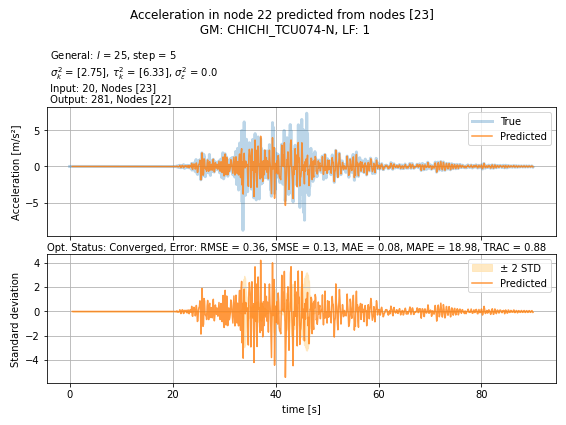 Acceleration in node 22 predicted from nodes [23]
GM: CHICHI_TCU074-N, LF: 1
General: l = 25, step = 5
σ²ₖ = [2.75], τ²ₖ = [6.33], σ²ε = 0.0
Input: 20, Nodes [23]
Output: 281, Nodes [22]
Acceleration [m/s²]
5
0
−5
True
Predicted
Opt. Status: Converged, Error: RMSE = 0.36, SMSE = 0.13, MAE = 0.08, MAPE = 18.98, TRAC = 0.88
Standard deviation
4
2
0
−2
−4
± 2 STD
Predicted
0 20 40 60 80
time [s]